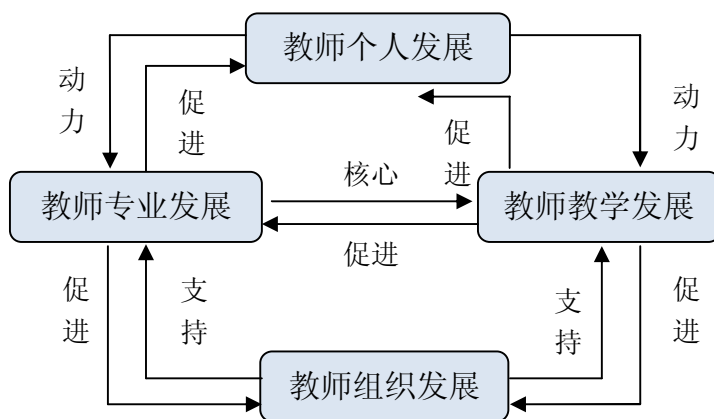 教师个人发展
动力
促进
促进
动力
教师专业发展
核心
教师教学发展
促进
促进
支持
支持
促进
教师组织发展